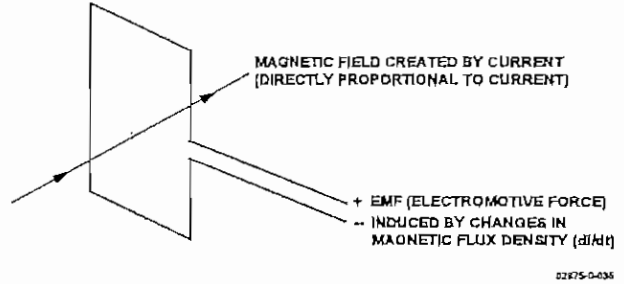 MAGNETIC FIELD CREATED BY CURRENT
(DIRECTLY PROPORTIONAL TO CURRENT)
+ EMF (ELECTROMOTIVE FORCE)
– INDUCED BY CHANGES IN
MAGNETIC FLUX DENSITY (di/dt)
02875-0-035